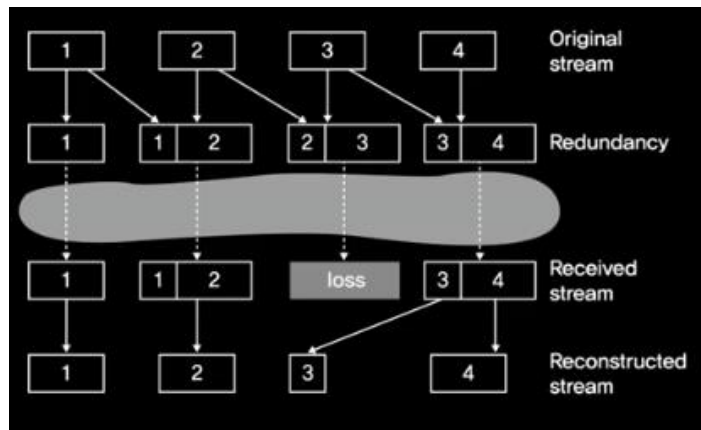 1 2 3 4 Original
stream
1 1 2 2 3 3 4 Redundancy
1 1 2 loss 3 4 Received
stream
1 2 3 4 Reconstructed
stream